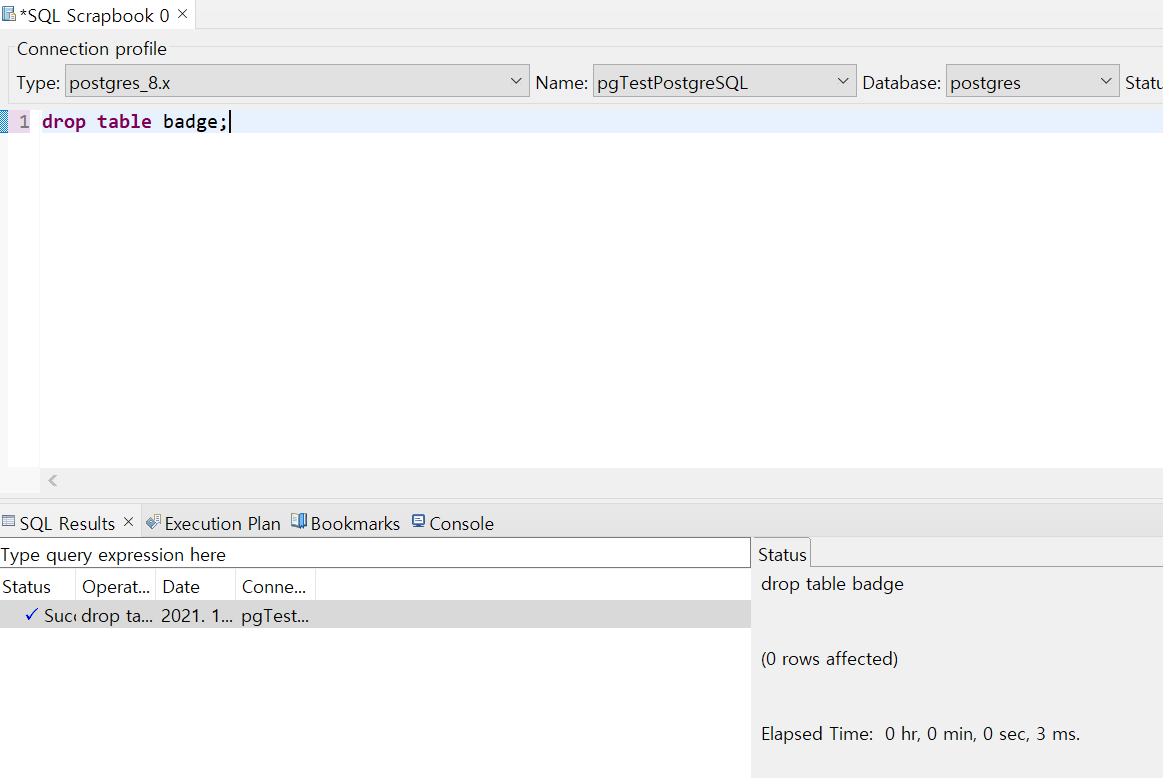 *SQL Scrapbook 0
Connection profile
Type: postgres_8.x Name: pgTestPostgreSQL Database: postgres Statu
1 drop table badge;
SQL Results Execution Plan Bookmarks Console
Type query expression here
Status
Status Operat... Date Conne...
drop table badge
Succ drop ta... 2021. 1... pgTest...
(0 rows affected)
Elapsed Time: 0 hr, 0 min, 0 sec, 3 ms.